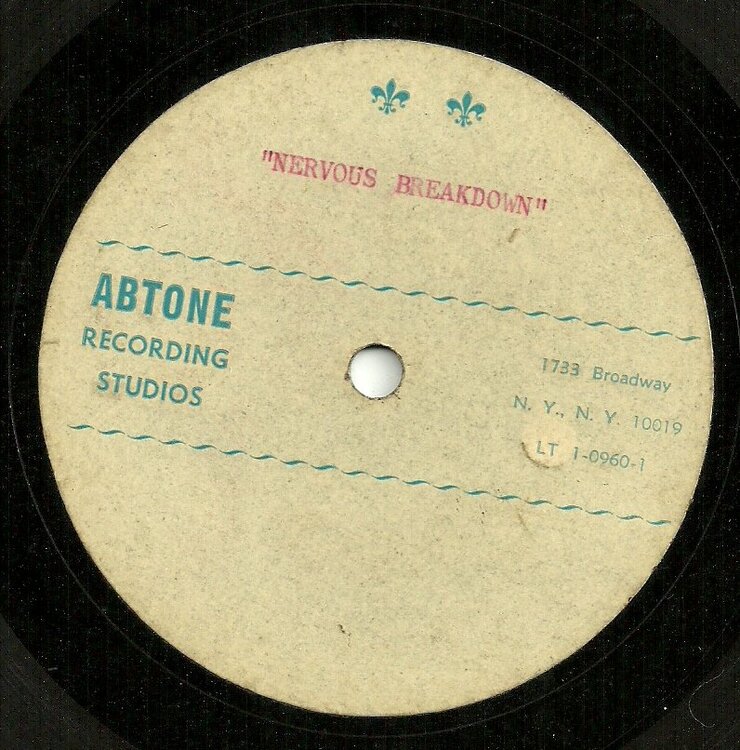 "NERVOUS BREAKDOWN"
ABTONE
RECORDING
STUDIOS
1733 Broadway
N. Y., N. Y. 10019
LT 1-0960-1